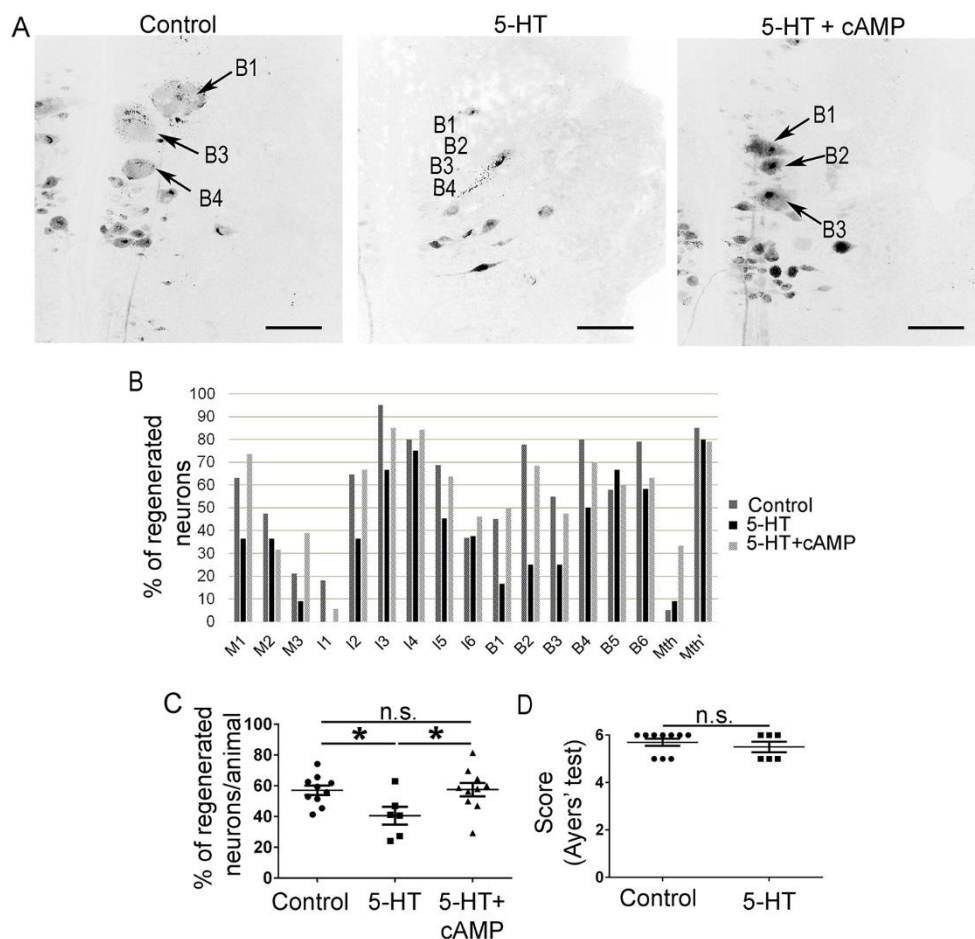 A
Control
5-HT
5-HT + cAMP
B1
B3
B4
B1
B2
B3
B4
B1
B2
B3
B
% of regenerated
neurons
100
90
80
70
60
50
40
30
20
10
0
M1
M2
M3
I1
I2
I3
I4
I5
I6
B1
B2
B3
B4
B5
B6
Mth
Mth'
Control
5-HT
5-HT+cAMP
C
% of regenerated
neurons/animal
100
80
60
40
20
0
n.s.
*
*
Control
5-HT
5-HT+
cAMP
D
Score
(Ayers' test)
6
4
2
0
n.s.
Control
5-HT